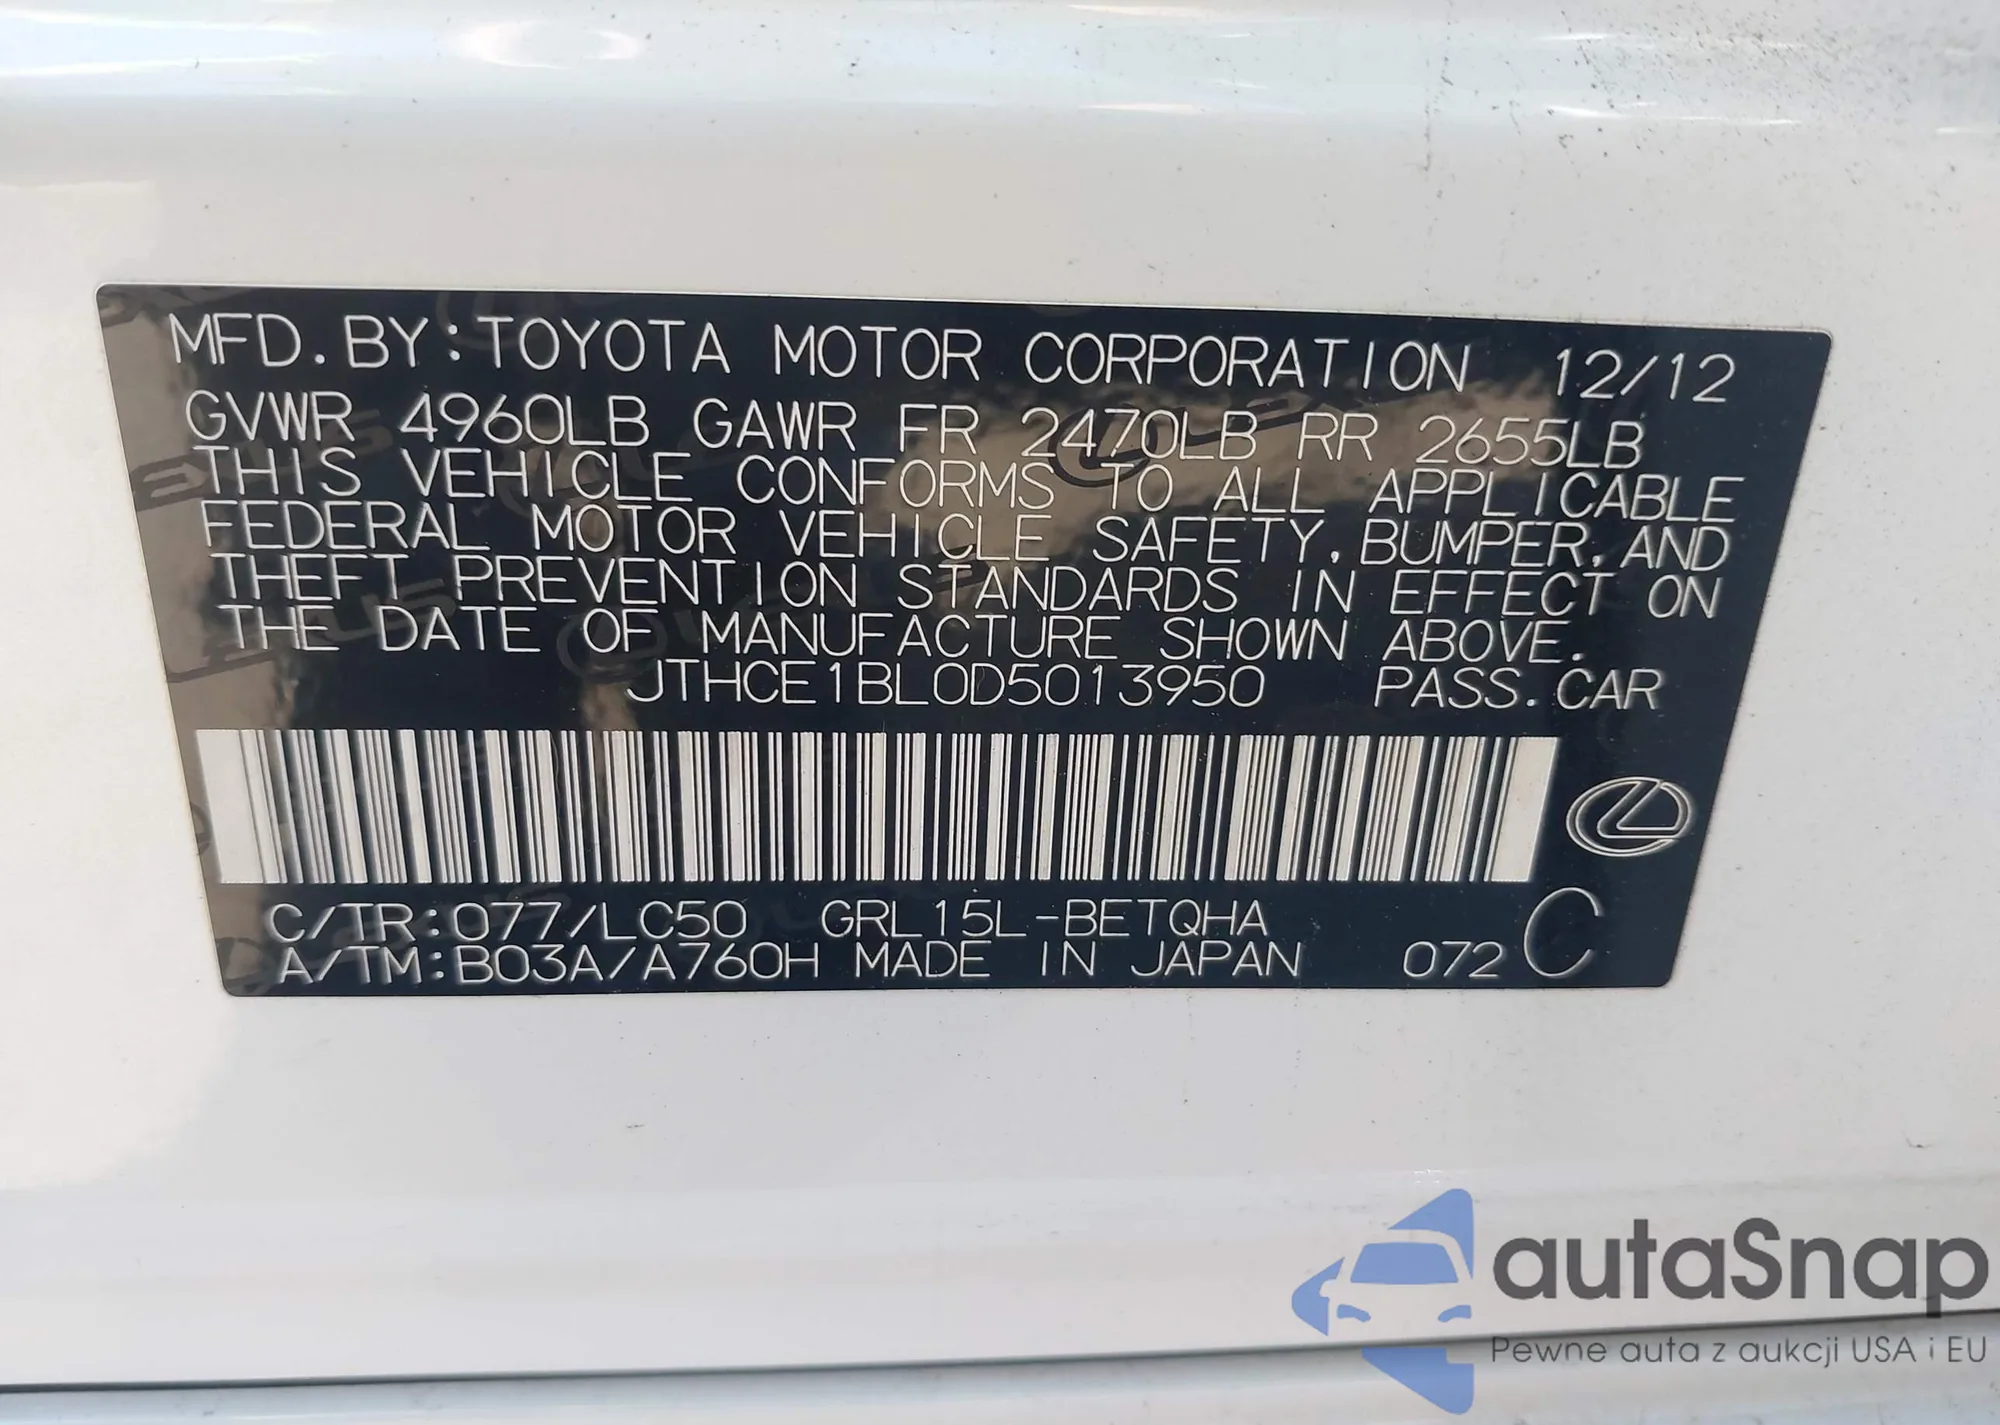 MFD. BY: TOYOTA MOTOR CORPORATION 12/12
GVWR 4960LB GAWR FR 2470LB RR 2655LB
THIS VEHICLE CONFORMS TO ALL APPLICABLE
FEDERAL MOTOR VEHICLE SAFETY, BUMPER, AND
THEFT PREVENTION STANDARDS IN EFFECT ON
THE DATE OF MANUFACTURE SHOWN ABOVE.
JTHCE1BL0D5013950 PASS. CAR
C/TR: 077/LC50 GRL15L-BETQHA
A/TM: B03A/A760H MADE IN JAPAN 072 C
autaSnap
Pewne auta z aukcji USA i EU